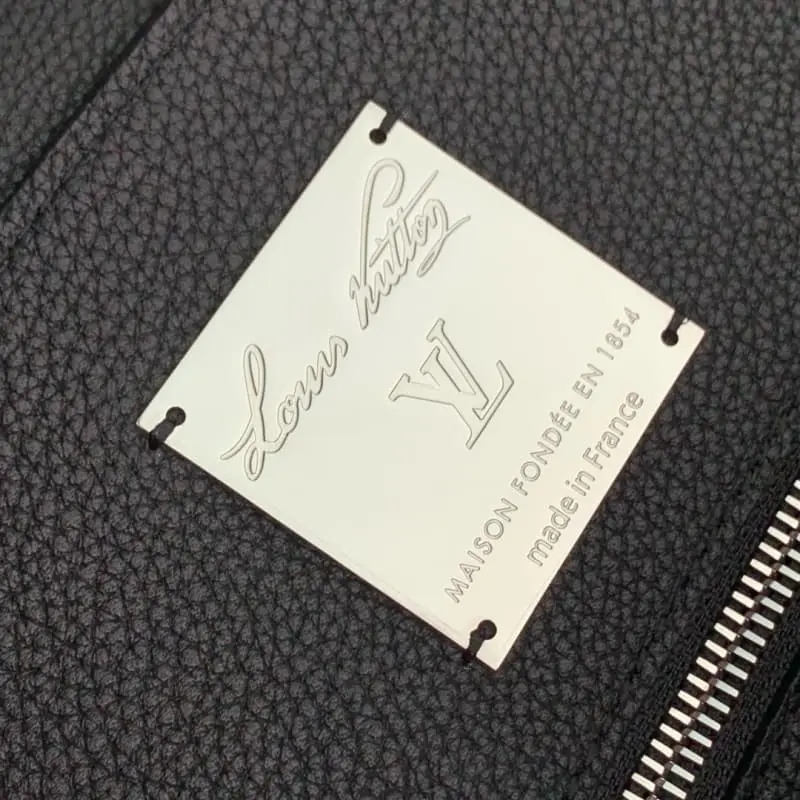 Louis Vuitton
LV
MAISON FONDÉE EN 1854
made in France